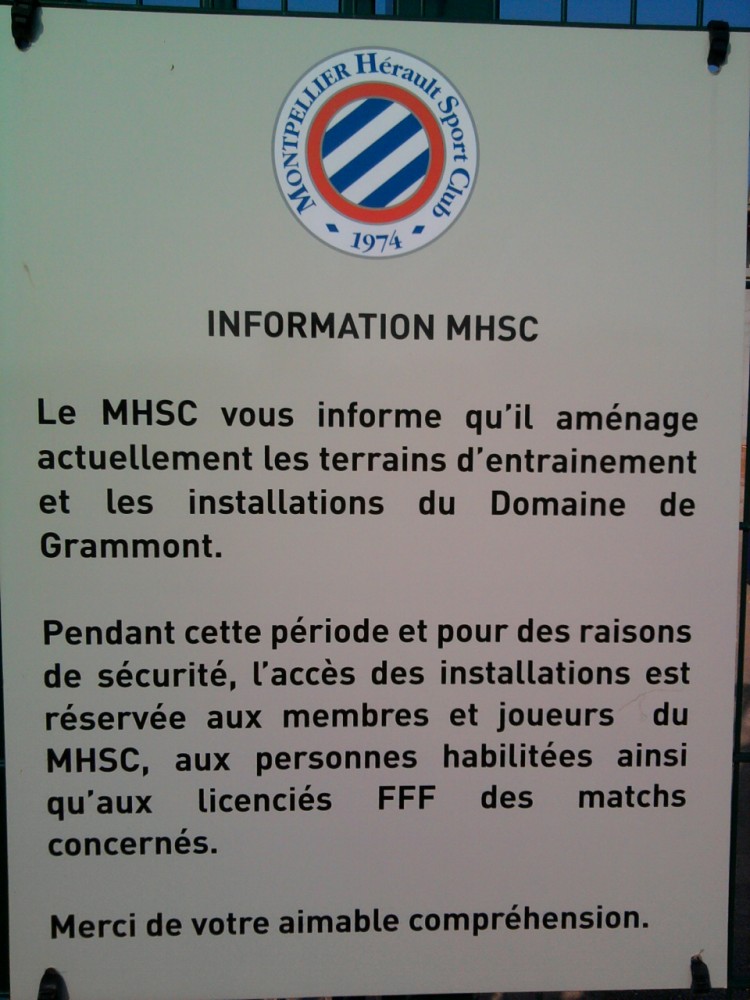 MONTPELLIER Hérault Sport Club
1974
INFORMATION MHSC
Le MHSC vous informe qu'il aménage
actuellement les terrains d'entrainement
et les installations du Domaine de
Grammont.
Pendant cette période et pour des raisons
de sécurité, l'accès des installations est
réservée aux membres et joueurs du
MHSC, aux personnes habilitées ainsi
qu'aux licenciés FFF des matchs
concernés.
Merci de votre aimable compréhension.